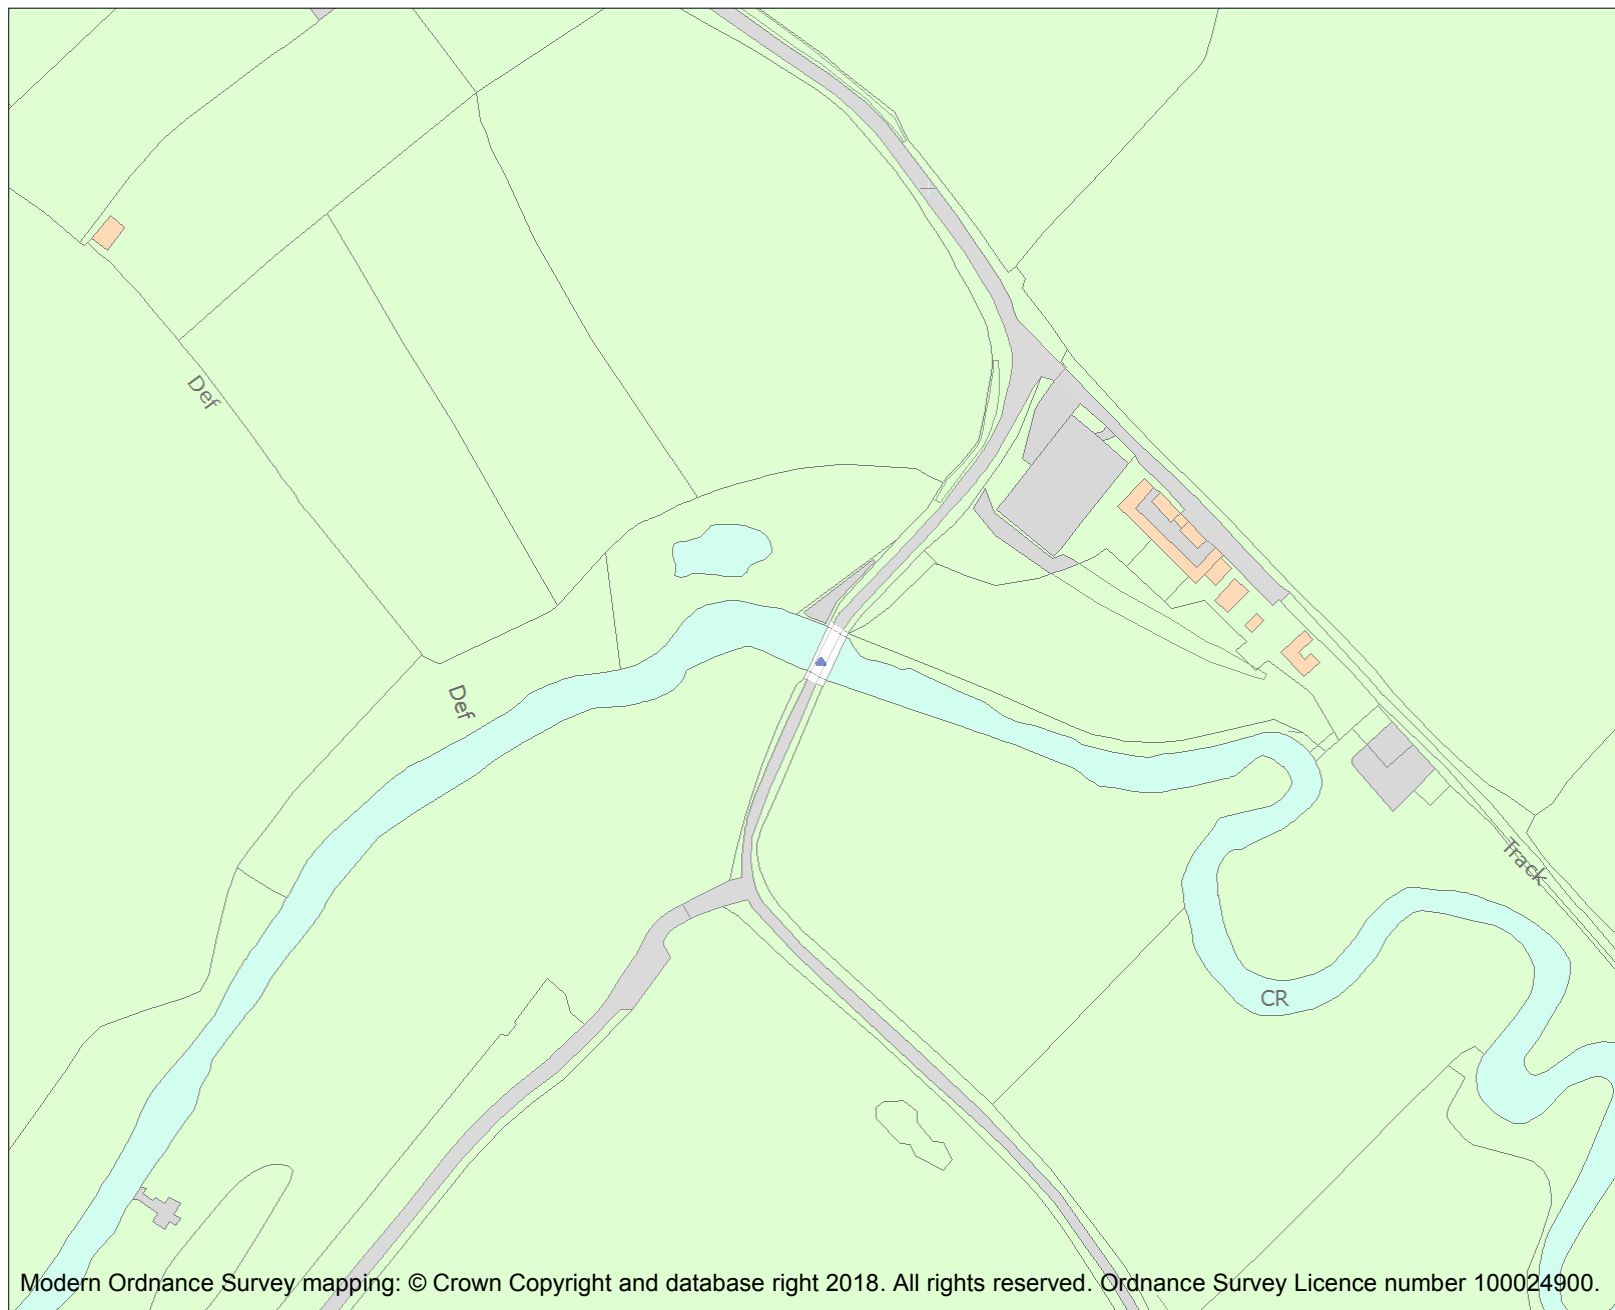 Def
Def
Track
CR
Modern Ordnance Survey mapping: © Crown Copyright and database right 2018. All rights reserved. Ordnance Survey Licence number 100024900.